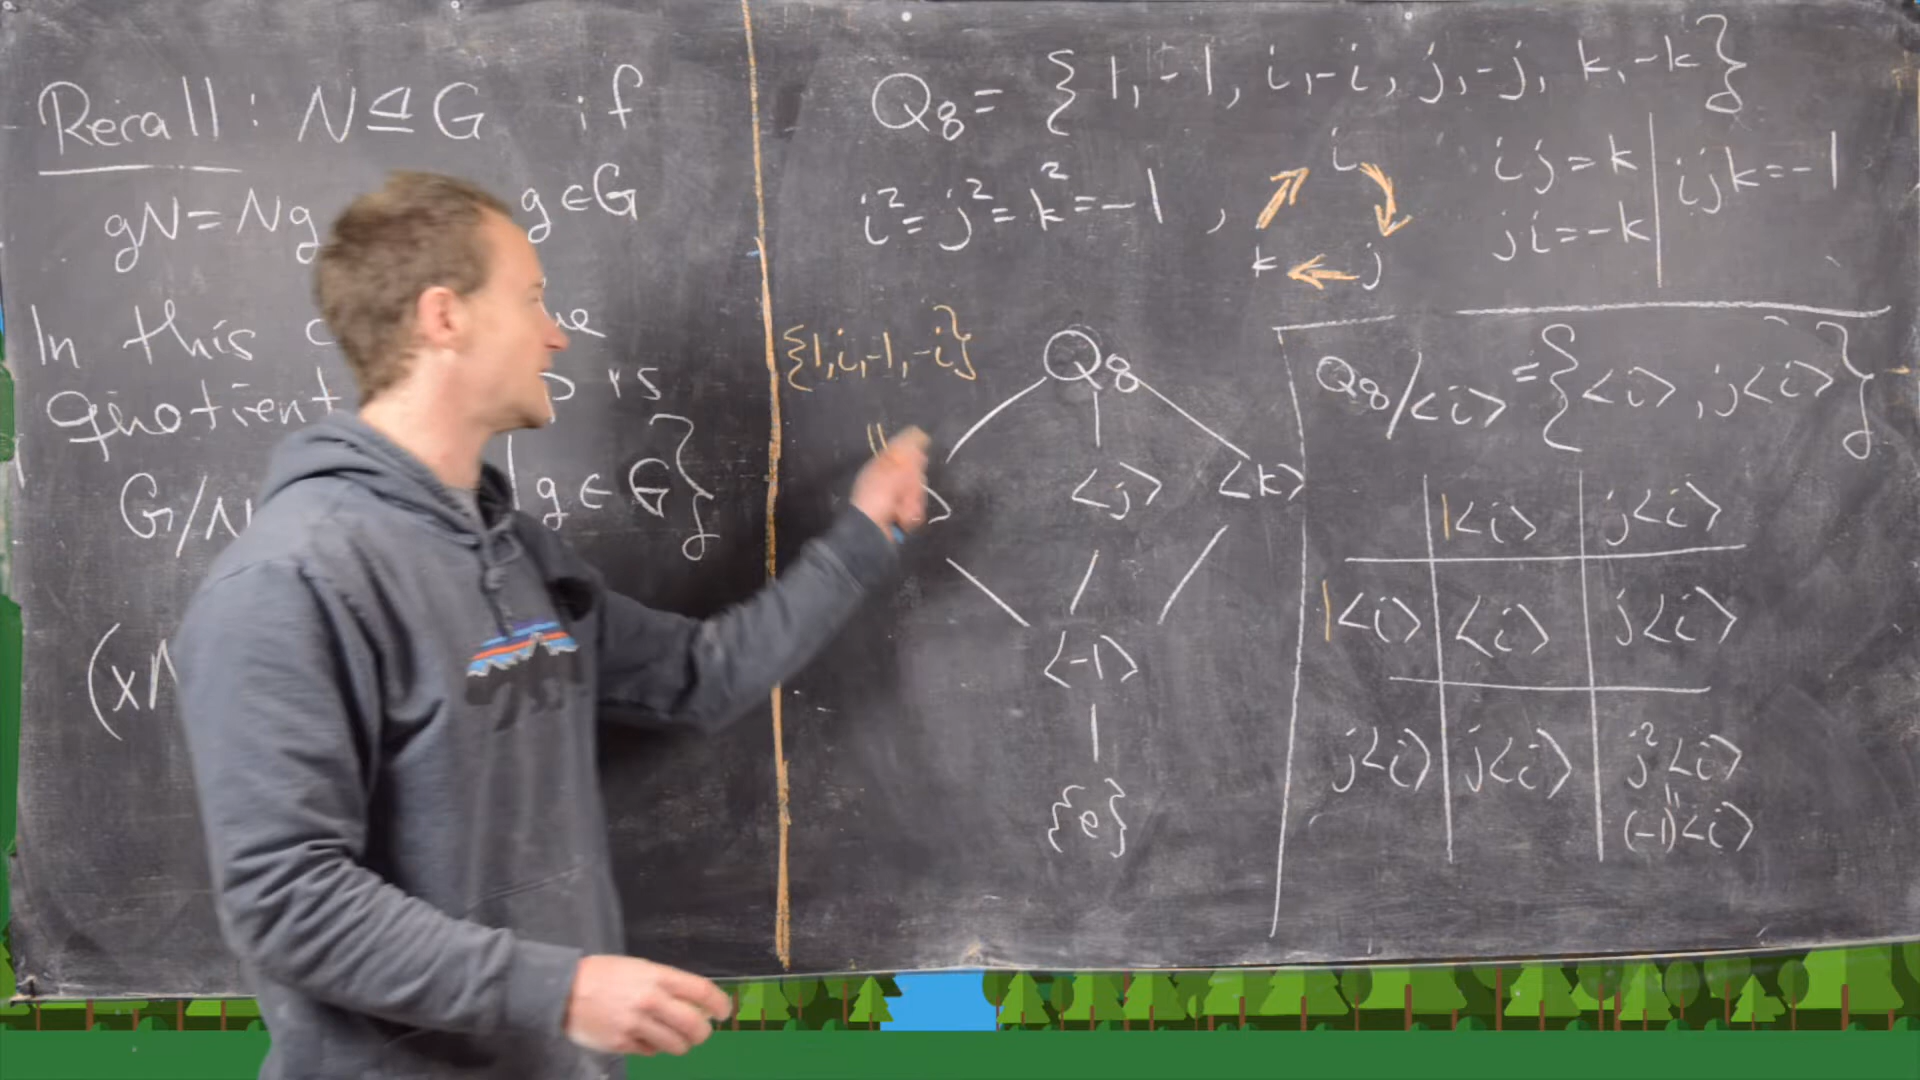 Recall : N ⊴ G if
gN = Ng g ∈ G
In this
quotient is
G/N g ∈ G}
(xN
Q₈ = {1, -1, i, -i, j, -j, k, -k}
i² = j² = k² = -1 ,
i
k j
ij = k
ji = -k
ijk = -1
{1, i, -1, -i}
Q₈
<j> <k>
<-1>
{e}
Q₈/<i> = {<i>, j<i>}
1<i> j<i>
1<i> <i> j<i>
j<i> j<i> j²<i>
"
(-1)<i>